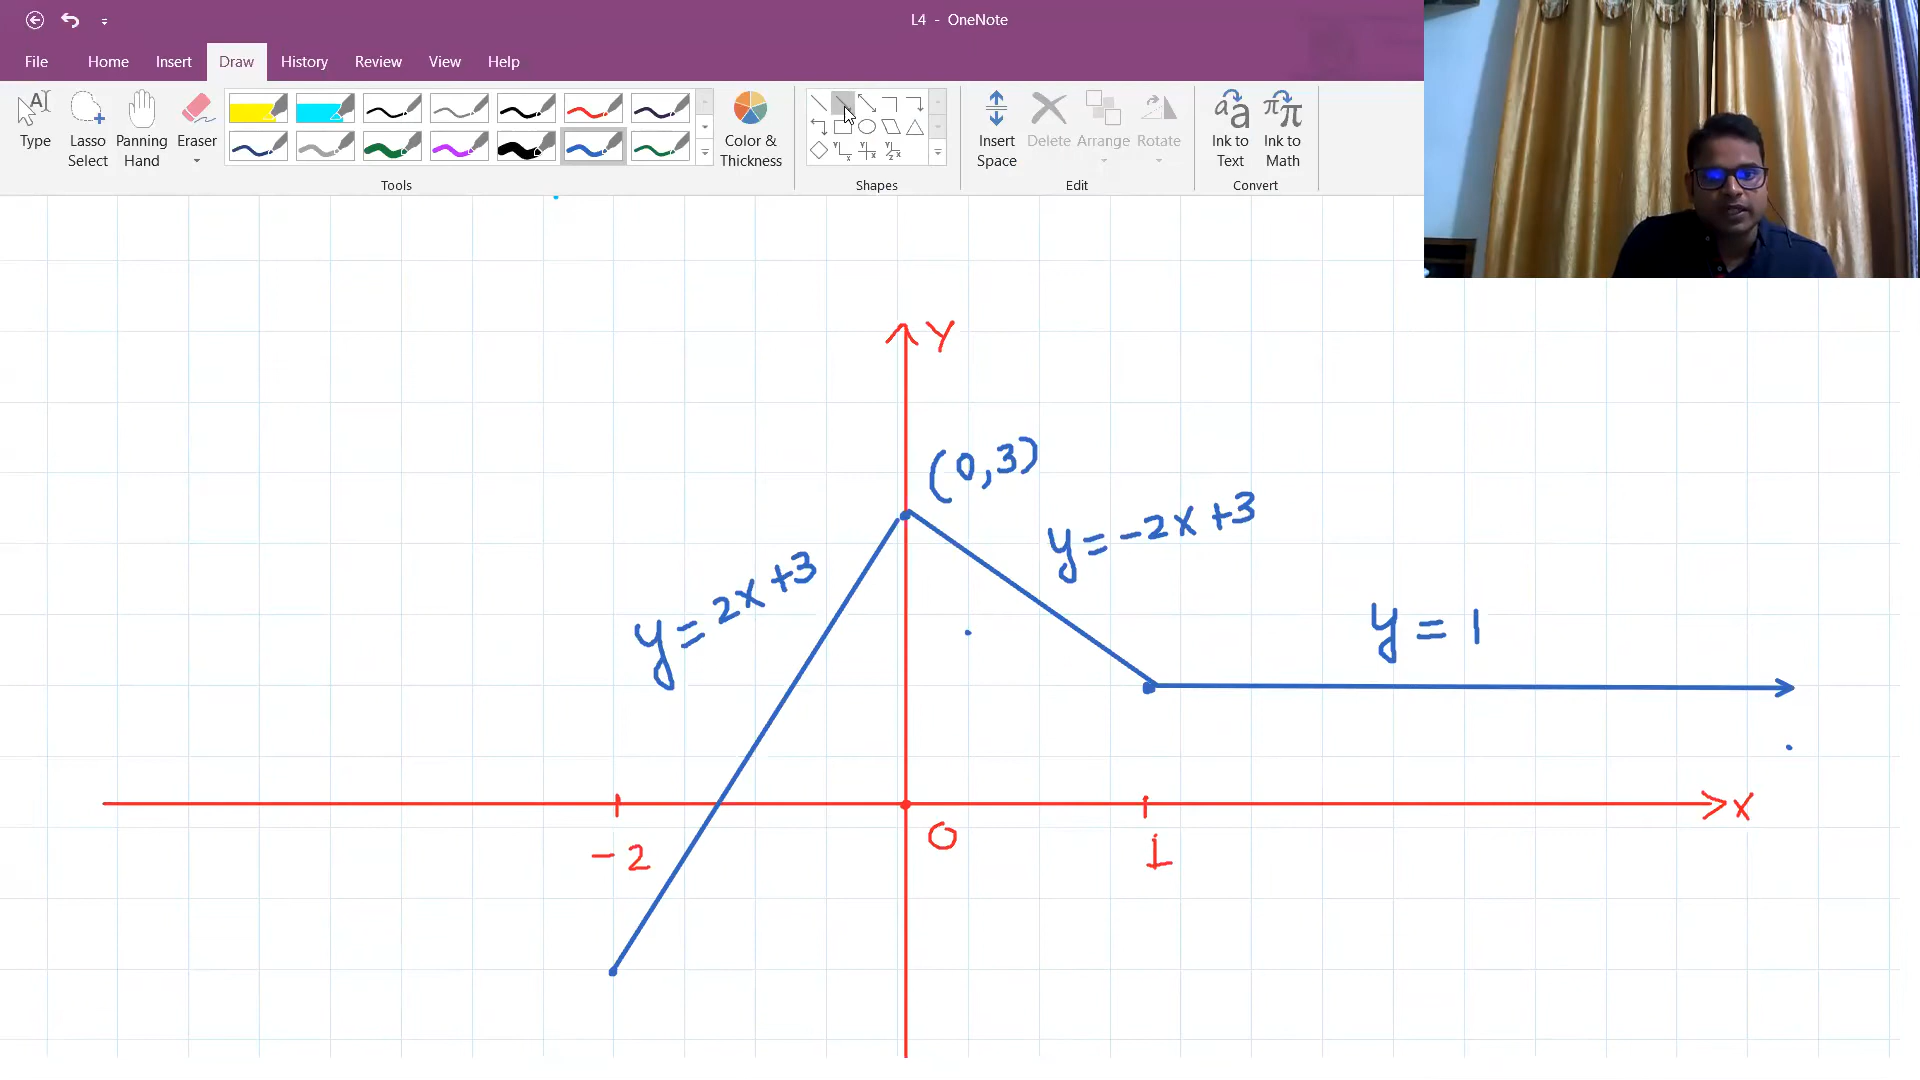 L4 - OneNote
File Home Insert Draw History Review View Help
Type
Lasso Select
Panning Hand
Eraser
Color & Thickness
Insert Space
Delete
Arrange
Rotate
Ink to Text
Ink to Math
Tools
Shapes
Edit
Convert
Y
(0,3)
y=-2x+3
y=2x+3
y=1
X
-2
0
1